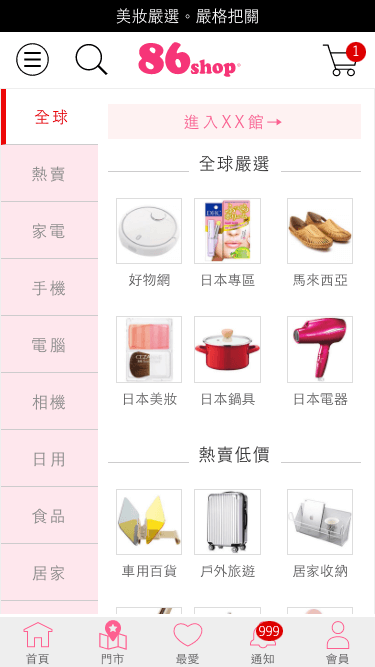 美妝嚴選。嚴格把關
86shop
1
全球
熱賣
家電
手機
電腦
相機
日用
食品
居家
進入XX館→
全球嚴選
好物網
日本專區
馬來西亞
日本美妝
日本鍋具
日本電器
熱賣低價
車用百貨
戶外旅遊
居家收納
首頁
門市
最愛
999
通知
會員